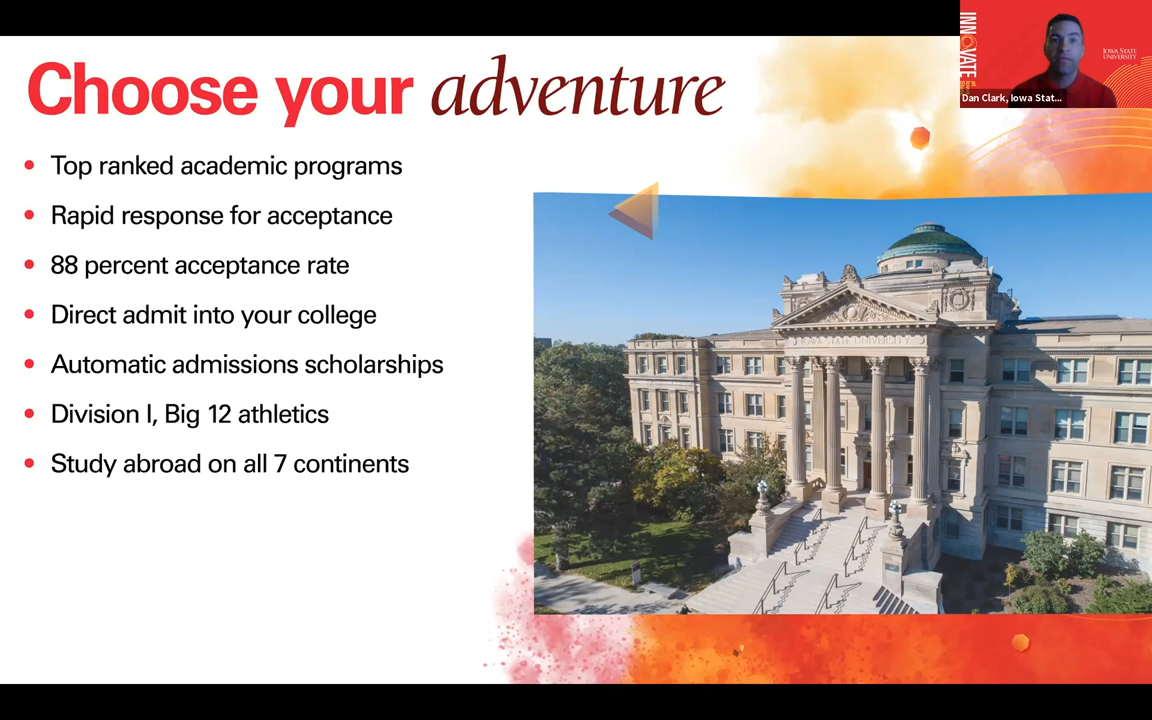 Choose your adventure
• Top ranked academic programs
• Rapid response for acceptance
• 88 percent acceptance rate
• Direct admit into your college
• Automatic admissions scholarships
• Division I, Big 12 athletics
• Study abroad on all 7 continents
INNOVATE
IOWA STATE
UNIVERSITY
Dan Clark, Iowa Stat...